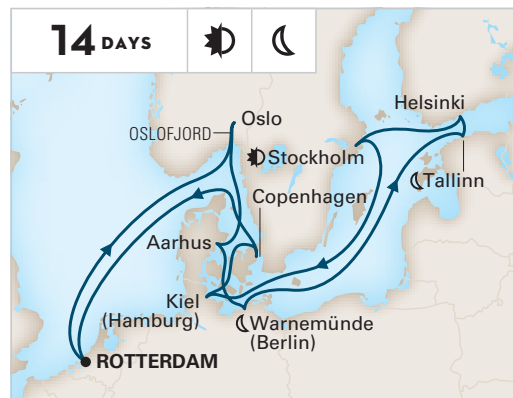 14 DAYS
Oslo
OSLOFJORD
Helsinki
Stockholm
Tallinn
Copenhagen
Aarhus
Kiel
(Hamburg)
Warnemünde
(Berlin)
ROTTERDAM